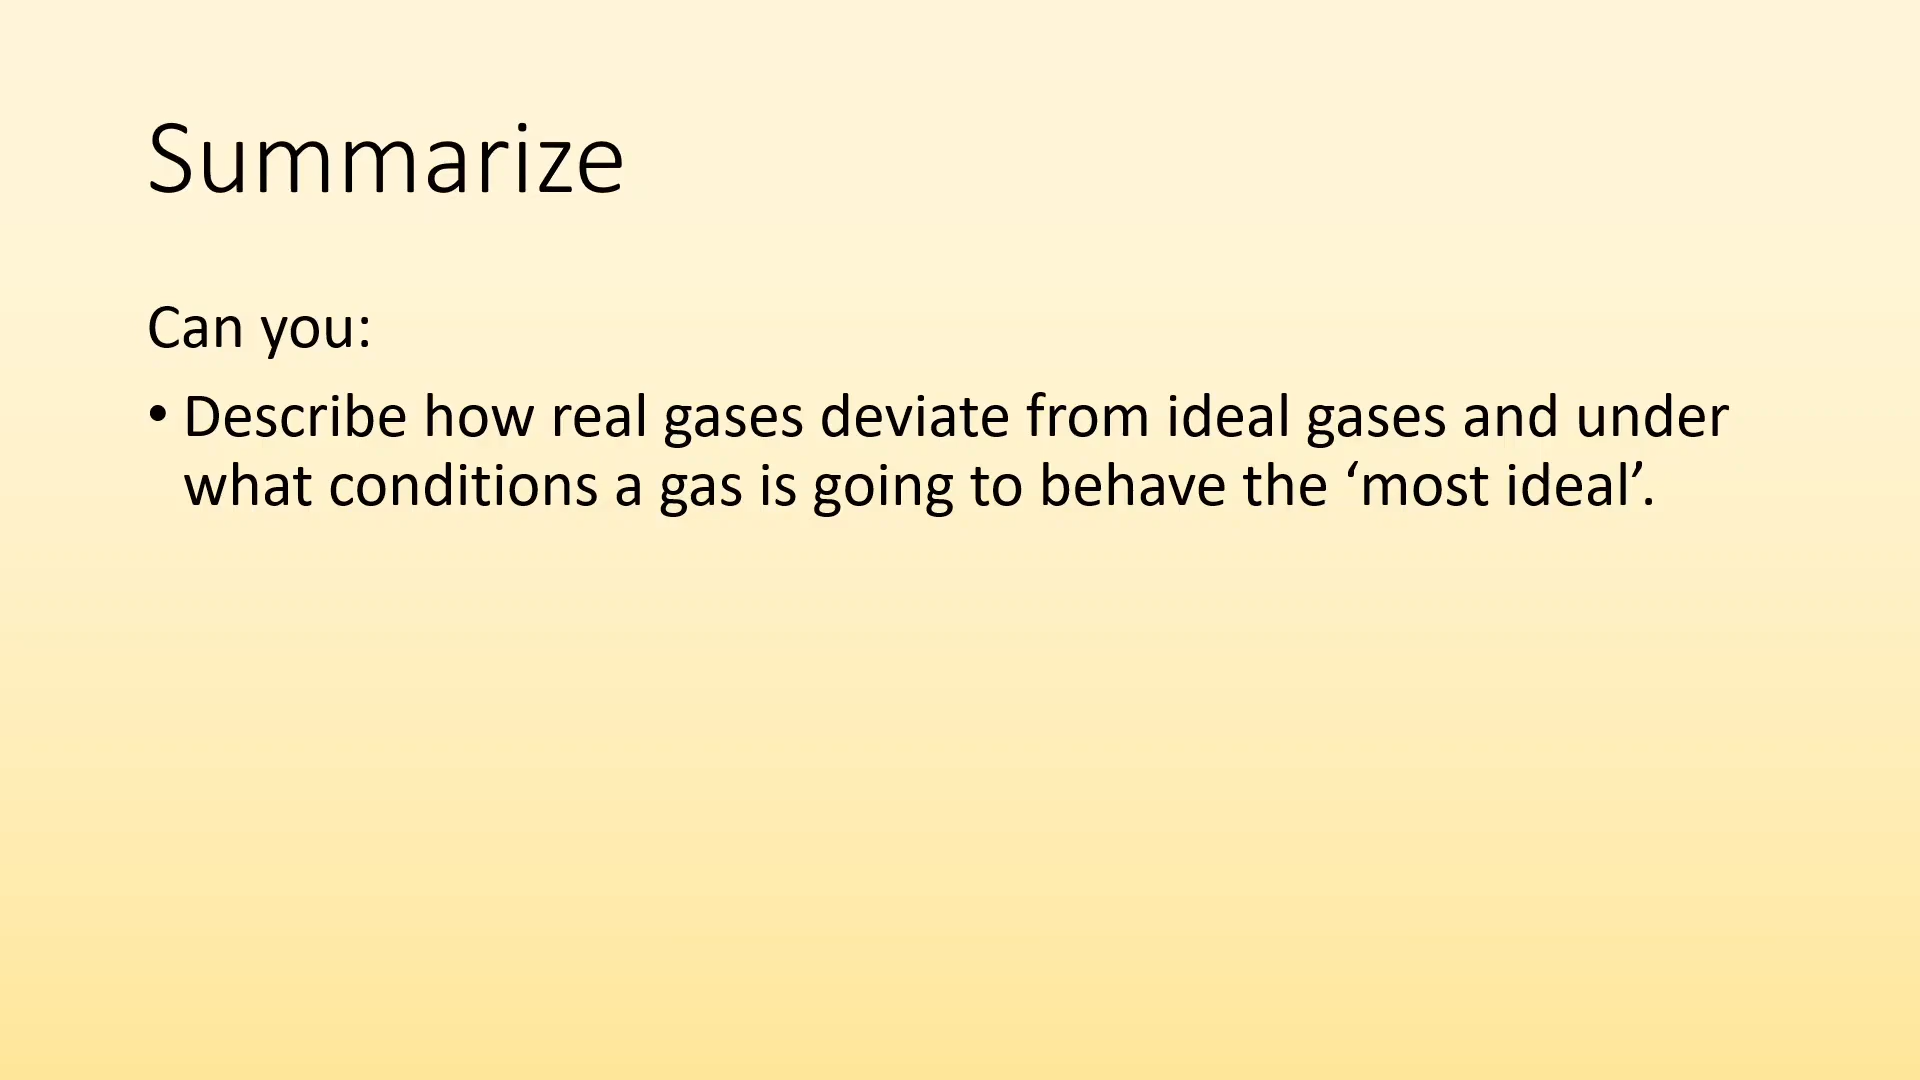 Summarize
Can you:
• Describe how real gases deviate from ideal gases and under
what conditions a gas is going to behave the ‘most ideal’.